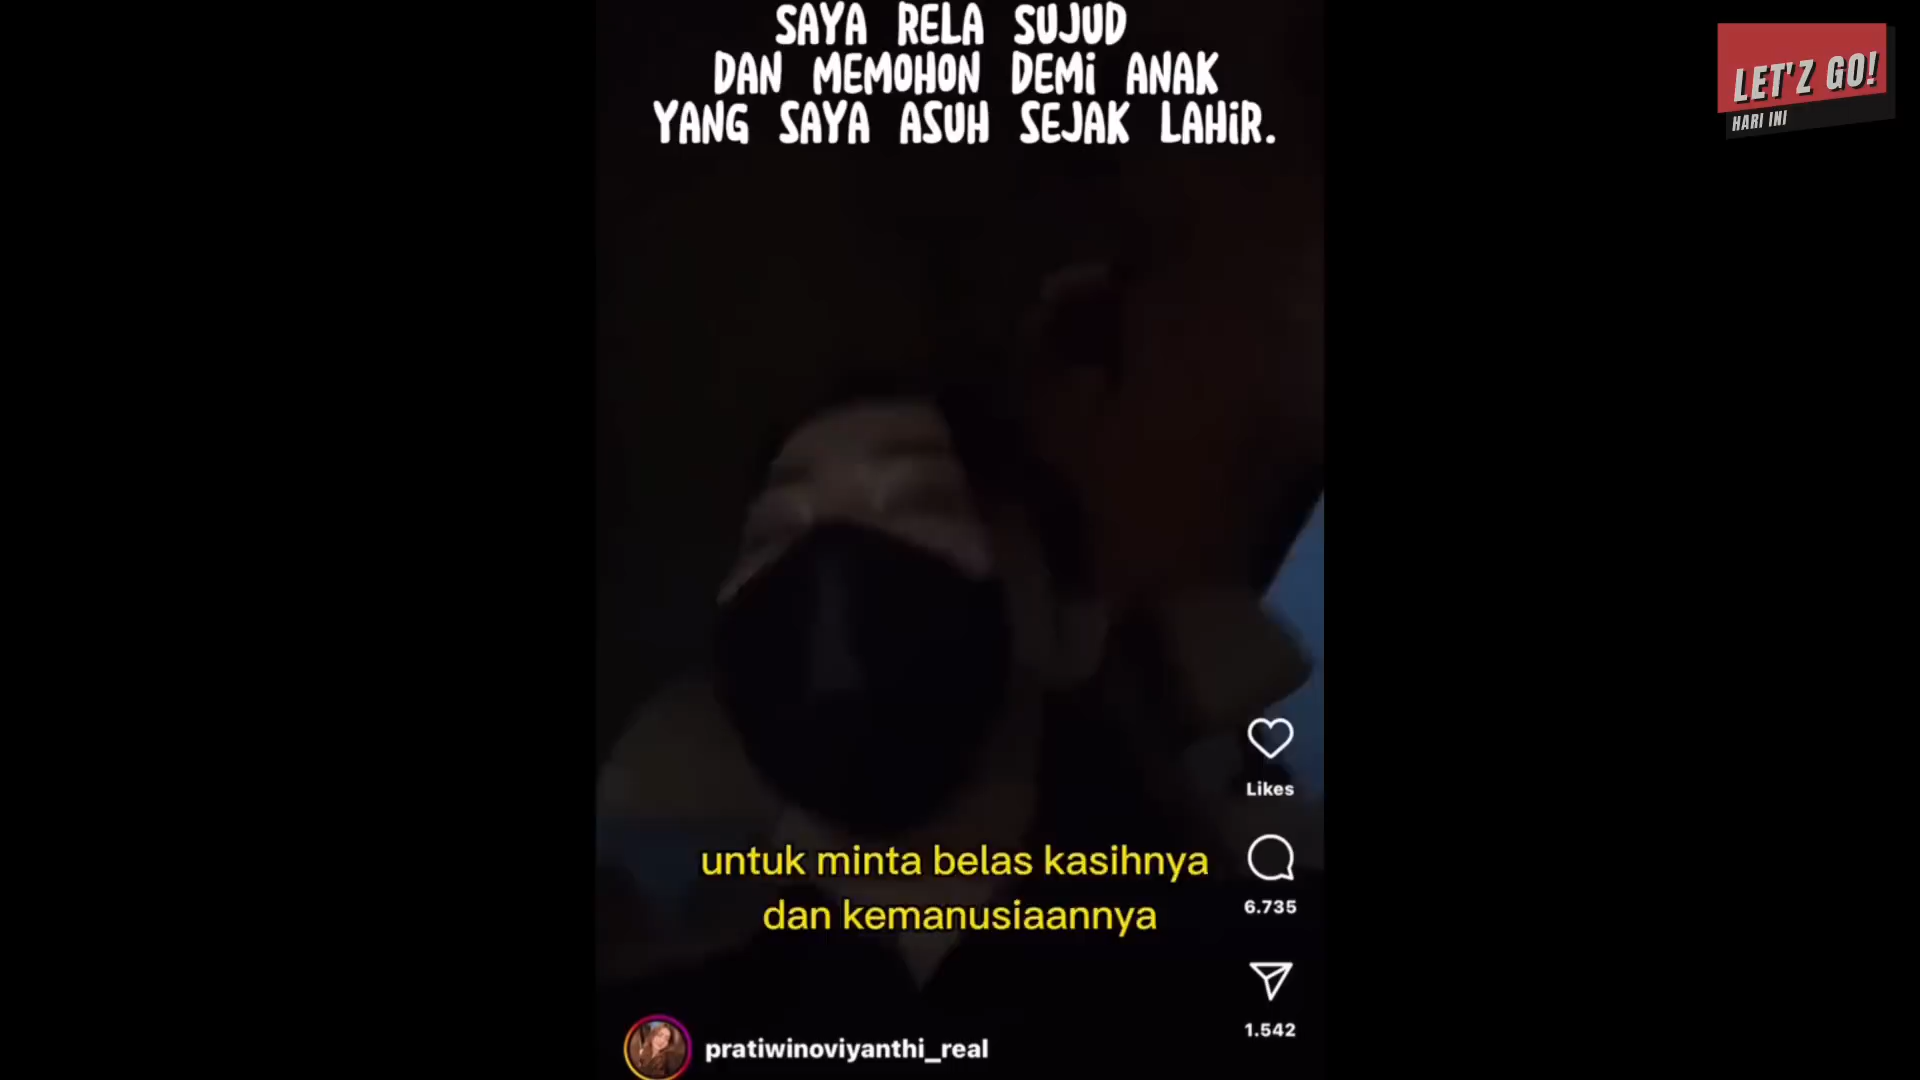 SAYA RELA SUJUD
DAN MEMOHON DEMi ANAK
YANG SAYA ASUH SEJAK LAHiR.
LET'Z GO!
HARI INI
Likes
untuk minta belas kasihnya
dan kemanusiaannya
6.735
1.542
pratiwinoviyanthi_real